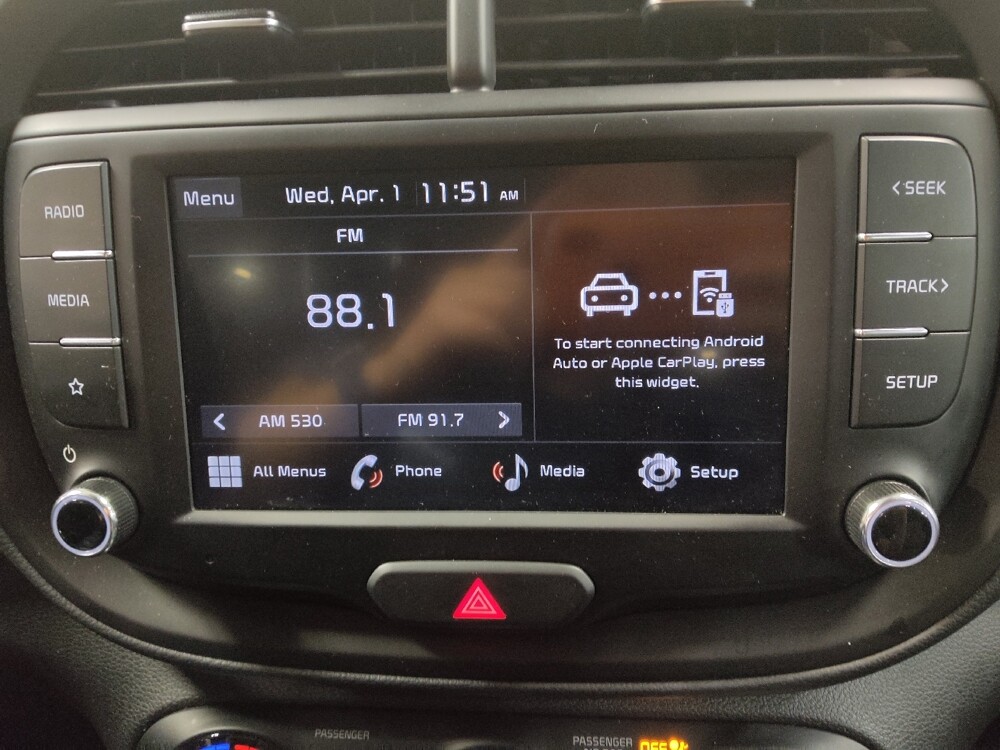 Menu Wed, Apr. 1 11:51 AM
FM
88.1
To start connecting Android
Auto or Apple CarPlay, press
this widget.
< AM 530 FM 91.7 >
All Menus Phone Media Setup
RADIO
MEDIA
< SEEK
TRACK >
SETUP
PASSENGER
PASSENGER
OFF